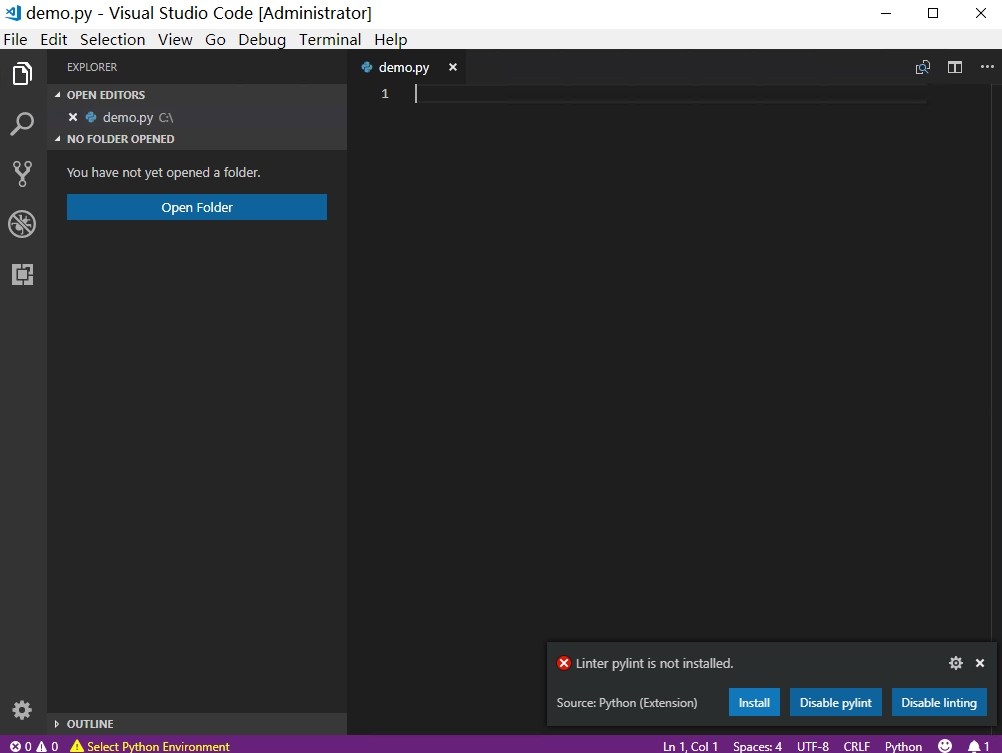 demo.py - Visual Studio Code [Administrator]
File Edit Selection View Go Debug Terminal Help
EXPLORER
OPEN EDITORS
demo.py C:\
NO FOLDER OPENED
You have not yet opened a folder.
Open Folder
OUTLINE
demo.py
1
Linter pylint is not installed.
Source: Python (Extension) Install Disable pylint Disable linting
0 0 Select Python Environment Ln 1, Col 1 Spaces: 4 UTF-8 CRLF Python 1